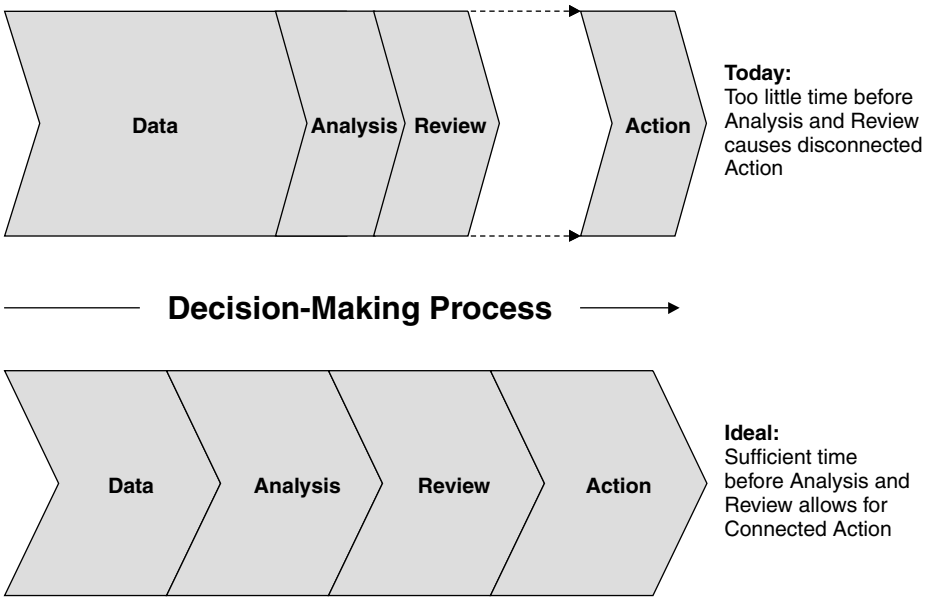 Data
Analysis
Review
Action
Today:
Too little time before
Analysis and Review
causes disconnected
Action
Decision-Making Process
Data
Analysis
Review
Action
Ideal:
Sufficient time
before Analysis and
Review allows for
Connected Action